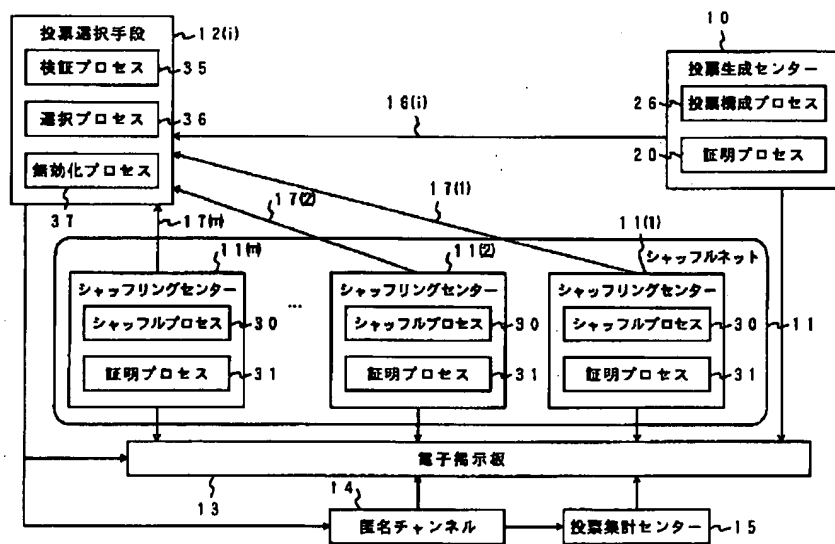 投票選択手段
12(i)
検証プロセス
35
選択プロセス
36
無効化プロセス
37
10
投票生成センター
投票構成プロセス
26
証明プロセス
20
16(i)
17(1)
17(2)
17(m)
11(m)
11(2)
11(1)
シャッフルネット
シャッフリングセンター
シャッフルプロセス
30
証明プロセス
31
...
シャッフリングセンター
シャッフルプロセス
30
証明プロセス
31
シャッフリングセンター
シャッフルプロセス
30
証明プロセス
31
11
電子掲示板
13
14
匿名チャンネル
投票集計センター
15